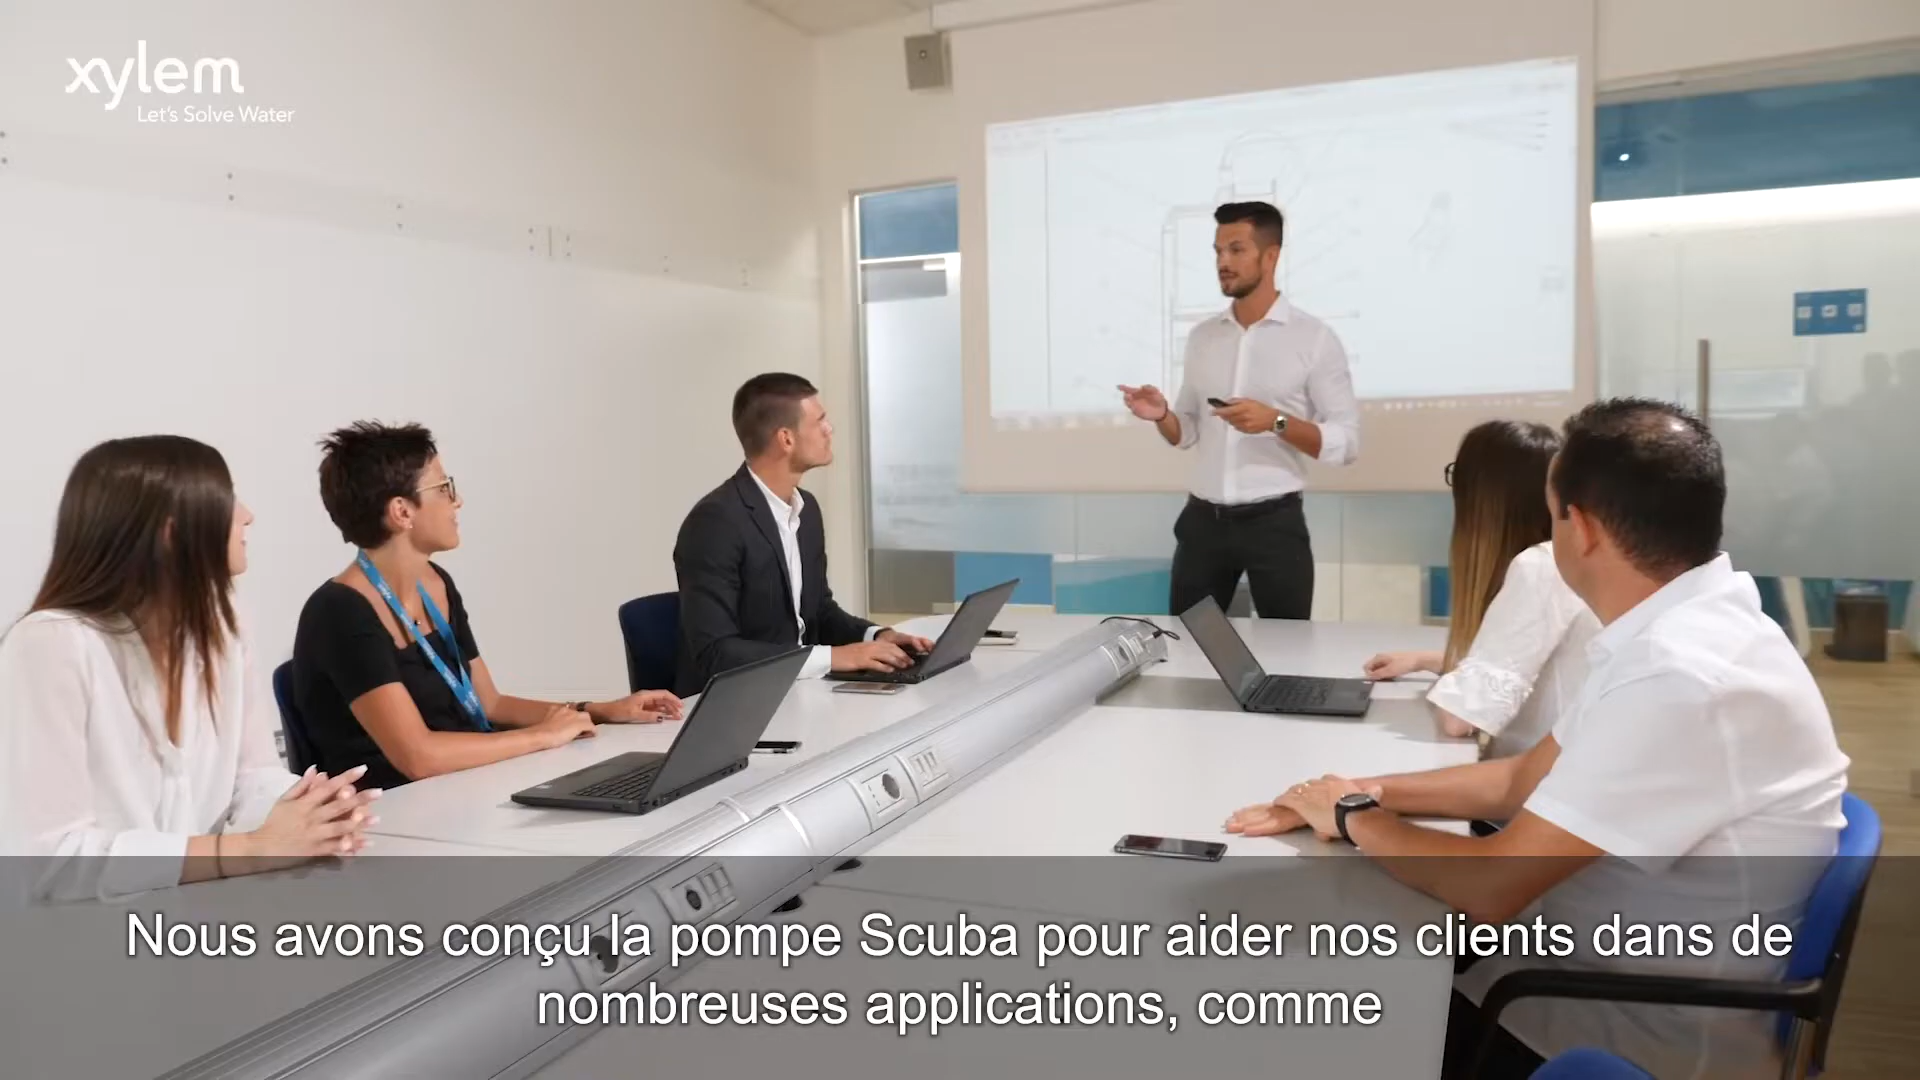 xylem
Let's Solve Water
Nous avons conçu la pompe Scuba pour aider nos clients dans de
nombreuses applications, comme